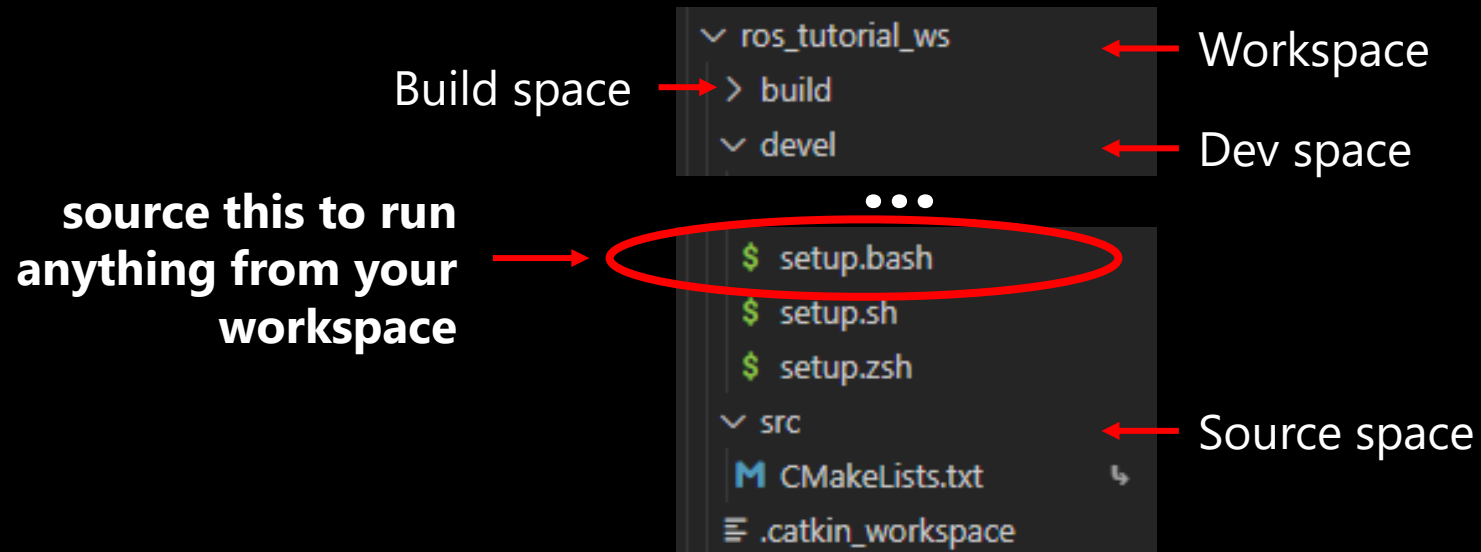 ros_tutorial_ws
Workspace
Build space
build
devel
Dev space
...
source this to run
anything from your
workspace
$ setup.bash
$ setup.sh
$ setup.zsh
src
Source space
M CMakeLists.txt
.catkin_workspace